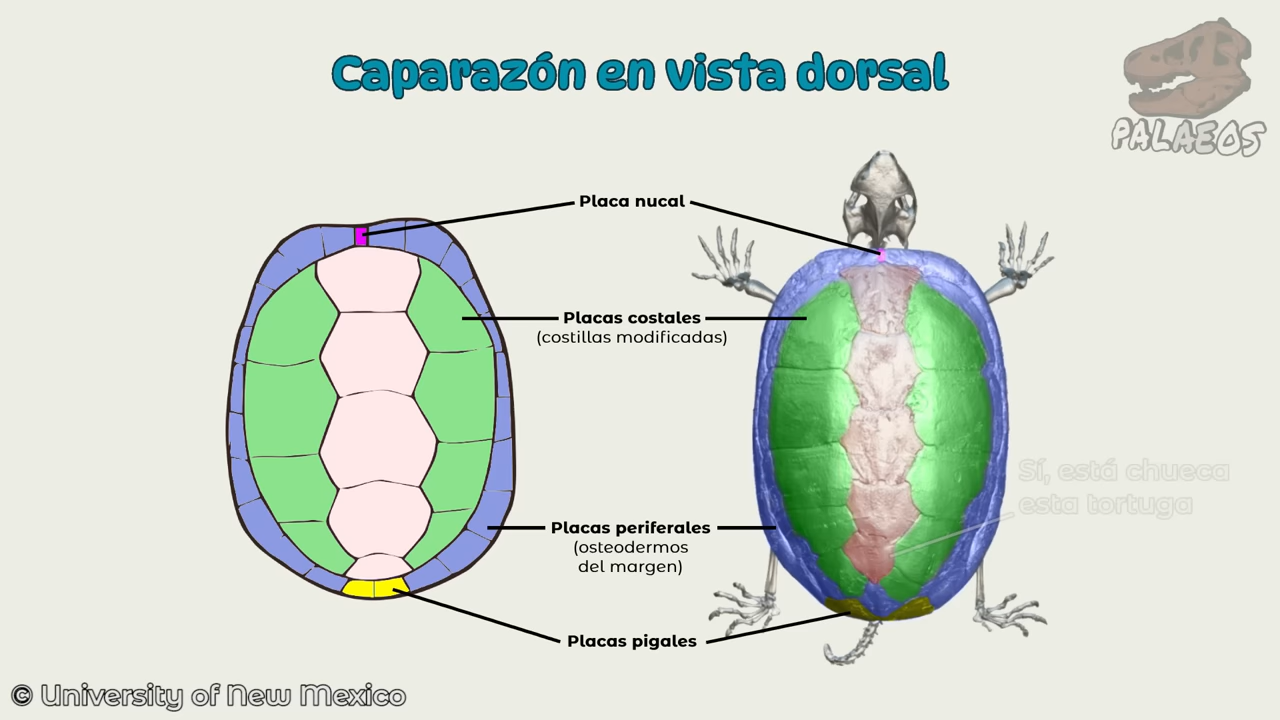 Caparazón en vista dorsal
PALAEOS
Placa nucal
Placas costales
(costillas modificadas)
Sí, está chueca
esta tortuga
Placas periferales
(osteodermos
del margen)
Placas pigales
© University of New Mexico